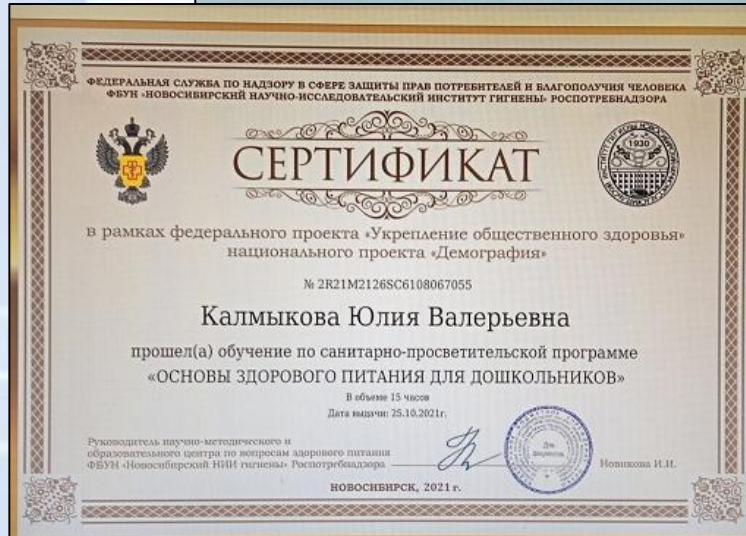 ФЕДЕРАЛЬНАЯ СЛУЖБА ПО НАДЗОРУ В СФЕРЕ ЗАЩИТЫ ПРАВ ПОТРЕБИТЕЛЕЙ И БЛАГОПОЛУЧИЯ ЧЕЛОВЕКА
ФБУН «НОВОСИБИРСКИЙ НАУЧНО-ИССЛЕДОВАТЕЛЬСКИЙ ИНСТИТУТ ГИГИЕНЫ» РОСПОТРЕБНАДЗОРА
1930
СЕРТИФИКАТ
в рамках федерального проекта «Укрепление общественного здоровья»
национального проекта «Демография»
№ 2R21M2126SC6108067055
Калмыкова Юлия Валерьевна
прошел(а) обучение по санитарно-просветительской программе
«ОСНОВЫ ЗДОРОВОГО ПИТАНИЯ ДЛЯ ДОШКОЛЬНИКОВ»
В объеме 15 часов
Дата выдачи: 25.10.2021г.
Руководитель научно-методического и
образовательного центра по вопросам здорового питания
ФБУН «Новосибирский НИИ гигиены» Роспотребнадзора
Для
документов
Новикова И.И.
НОВОСИБИРСК, 2021 г.